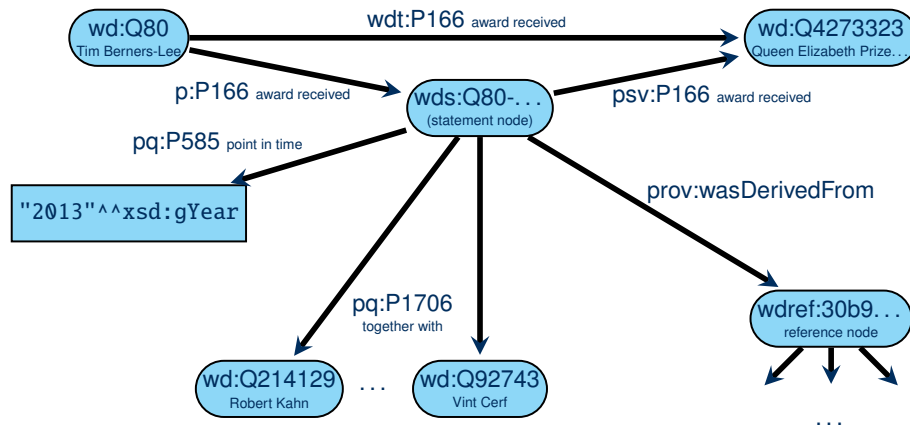 wd:Q80
Tim Berners-Lee
wdt:P166 award received
wd:Q4273323
Queen Elizabeth Prize...
p:P166 award received
wds:Q80-...
(statement node)
psv:P166 award received
pq:P585 point in time
"2013"^^xsd:gYear
prov:wasDerivedFrom
pq:P1706
together with
wdref:30b9...
reference node
wd:Q214129
Robert Kahn
...
wd:Q92743
Vint Cerf
...